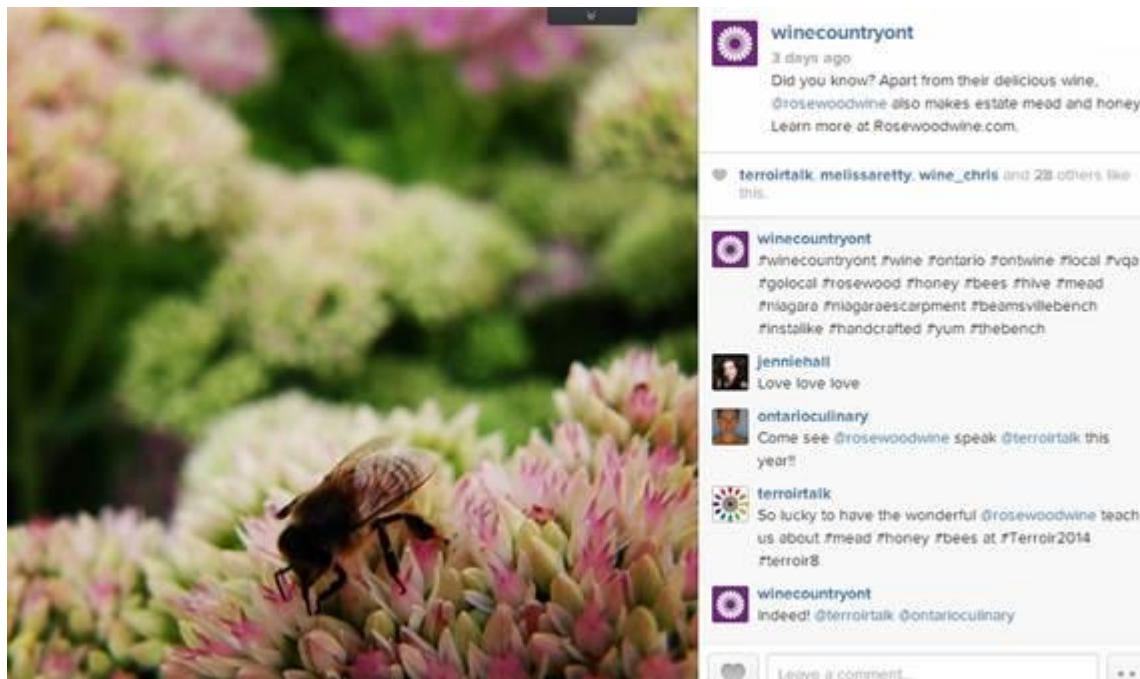 winecountryont
3 days ago
Did you know? Apart from their delicious wine,
@rosewoodwine also makes estate mead and honey
Learn more at Rosewoodwine.com.
terroirtalk, melissaretty, wine_chris and 28 others like
this.
winecountryont
#winecountryont #wine #ontario #ontwine #local #vqa
#golocal #rosewood #honey #bees #hive #mead
#niagara #niagaraescarpment #beamsvillebench
#instalike #handcrafted #yum #thebench
jenniehall
Love love love
ontarioculinary
Come see @rosewoodwine speak @terroirtalk this
year!!
terroirtalk
So lucky to have the wonderful @rosewoodwine teach
us about #mead #honey #bees at #Terroir2014
#terroir8
winecountryont
Indeed! @terroirtalk @ontarioculinary
Leave a comment...